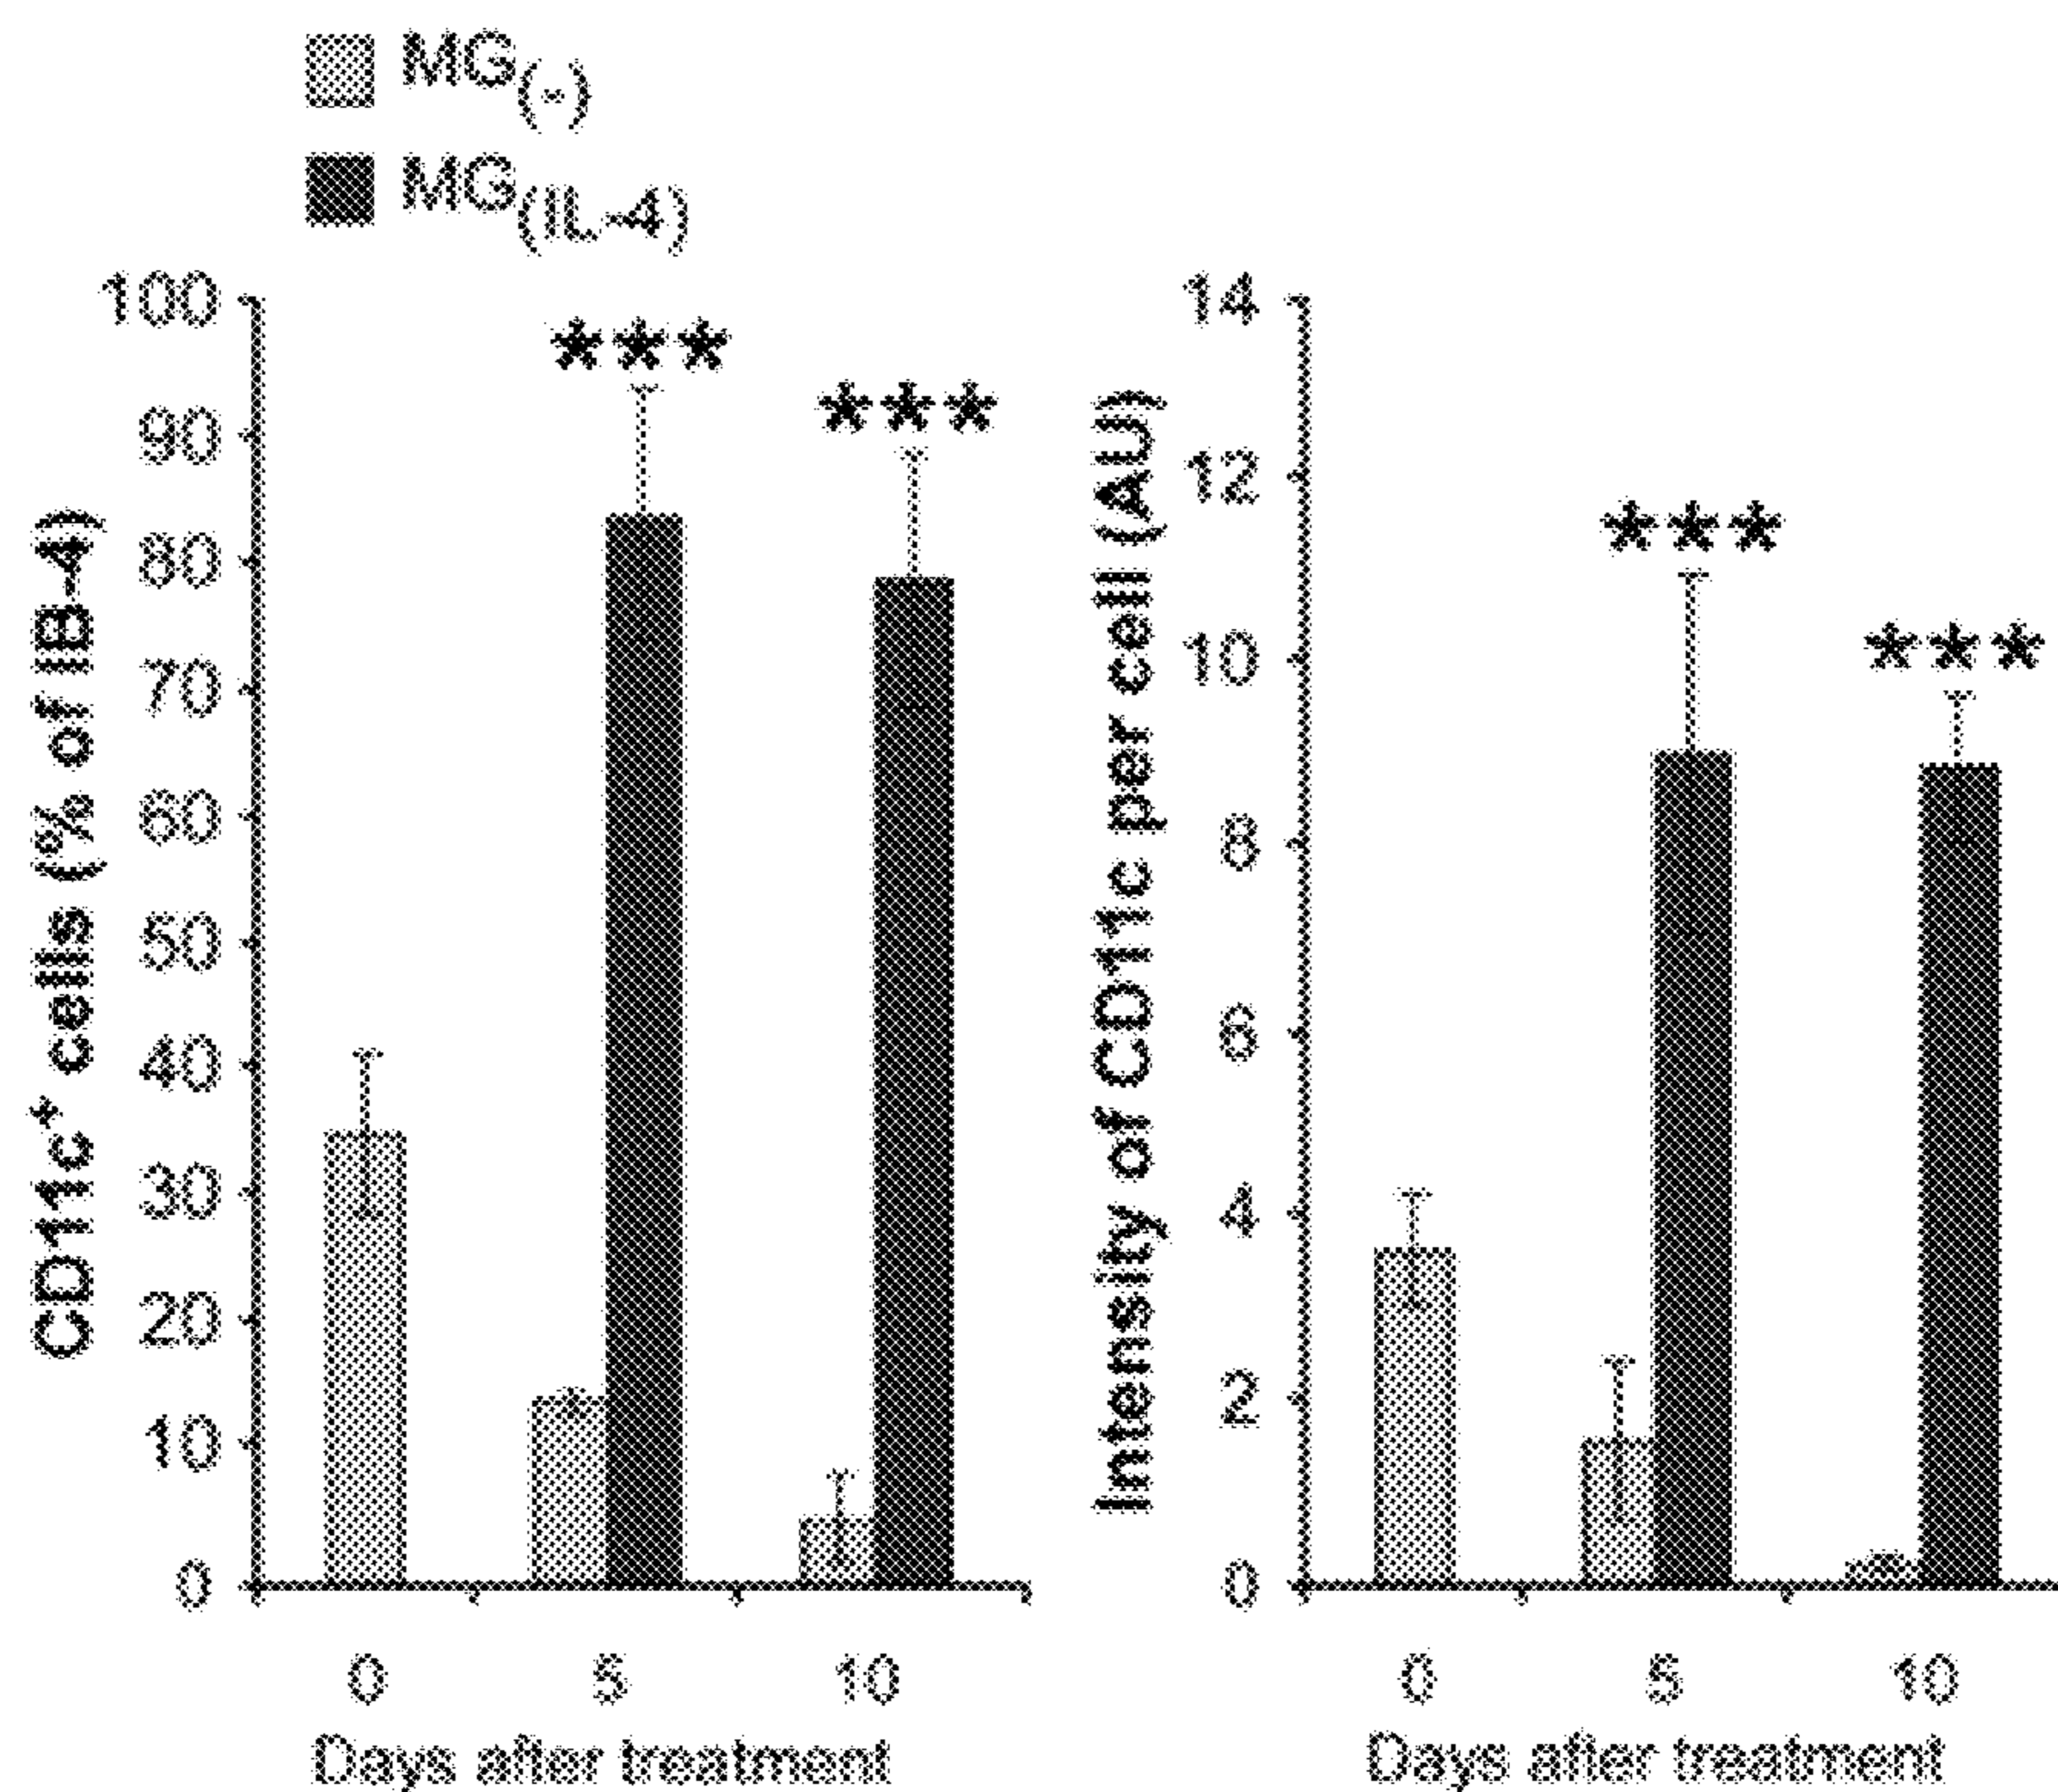 MG(-)
MG(IL-4)
CD11c+ cells (% of IB-4)
100
90
80
70
60
50
40
30
20
10
0
***
***
0 5 10
Days after treatment
Intensity of CD11c per cell (AU)
14
12
10
8
6
4
2
0
***
***
0 5 10
Days after treatment